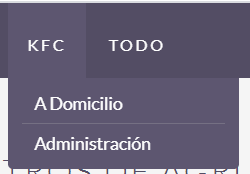 KFC TODO
A Domicilio
Administración